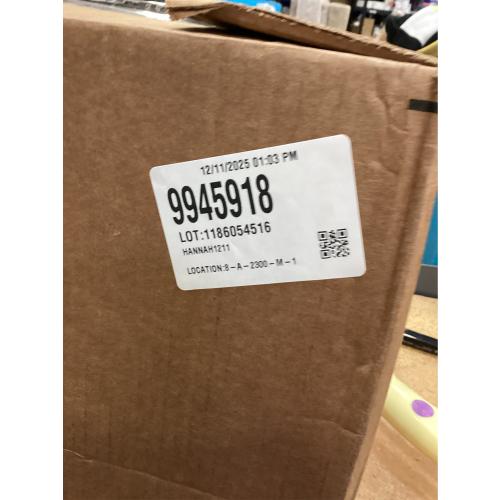 12/11/2025 01:03 PM
9945918
LOT:1186054516
HANNAH1211
LOCATION:8-A-2300-M-1